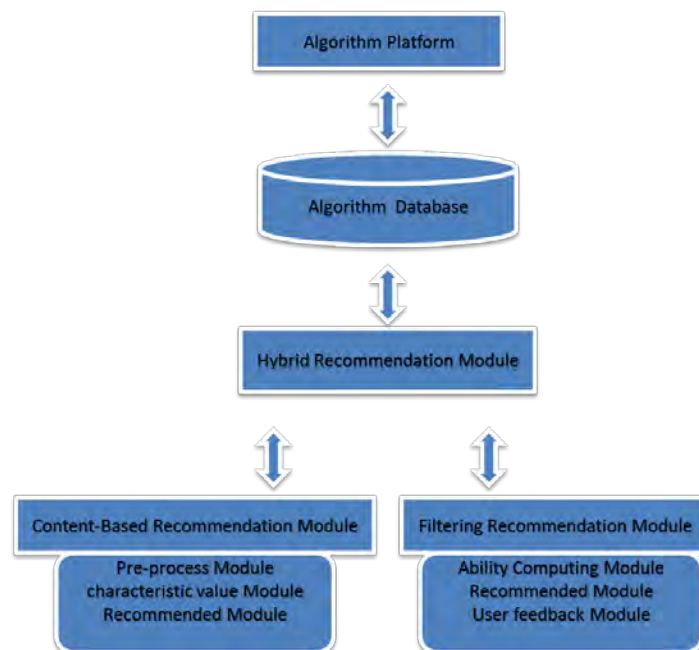 Algorithm Platform
Algorithm Database
Hybrid Recommendation Module
Content-Based Recommendation Module
Pre-process Module
characteristic value Module
Recommended Module
Filtering Recommendation Module
Ability Computing Module
Recommended Module
User feedback Module